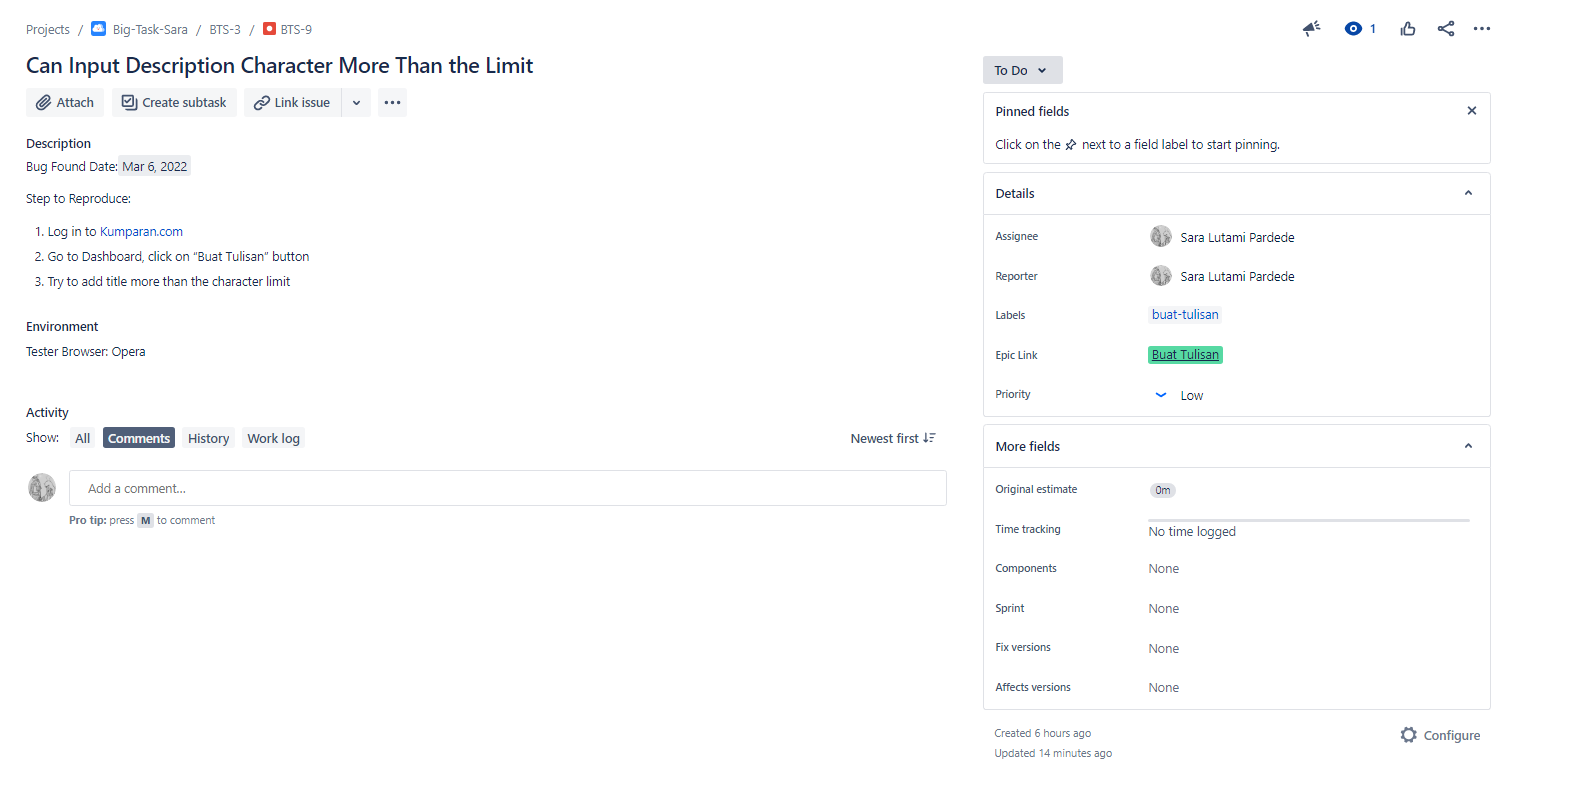 Projects / Big-Task-Sara / BTS-3 / BTS-9
1
Can Input Description Character More Than the Limit
Attach
Create subtask
Link issue
Description
Bug Found Date: Mar 6, 2022
Step to Reproduce:
1. Log in to Kumparan.com
2. Go to Dashboard, click on “Buat Tulisan” button
3. Try to add title more than the character limit
Environment
Tester Browser: Opera
Activity
Show: All Comments History Work log
Newest first
Add a comment...
Pro tip: press M to comment
To Do
Pinned fields
Click on the next to a field label to start pinning.
Details
Assignee Sara Lutami Pardede
Reporter Sara Lutami Pardede
Labels buat-tulisan
Epic Link Buat Tulisan
Priority Low
More fields
Original estimate 0m
Time tracking No time logged
Components None
Sprint None
Fix versions None
Affects versions None
Created 6 hours ago
Updated 14 minutes ago
Configure